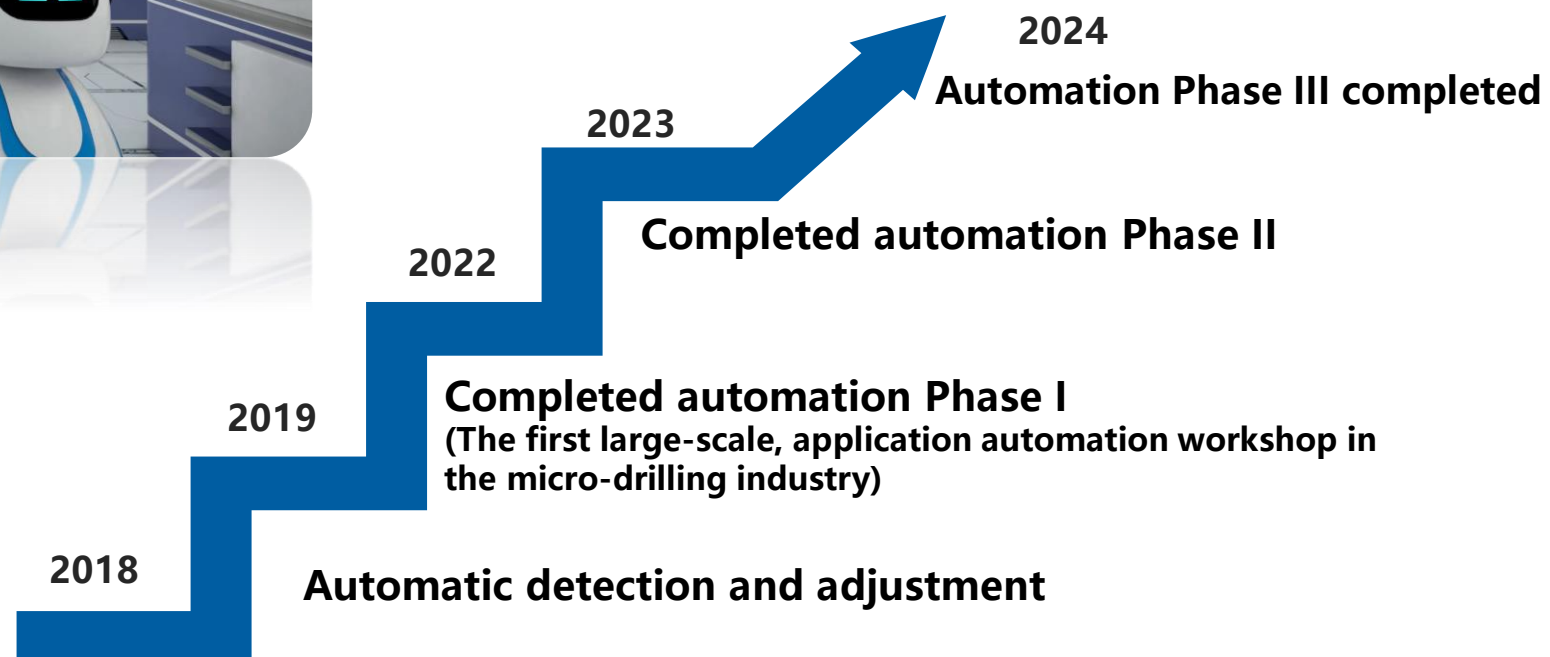 2024
Automation Phase III completed
2023
Completed automation Phase II
2022
Completed automation Phase I
(The first large-scale, application automation workshop in
the micro-drilling industry)
2019
Automatic detection and adjustment
2018